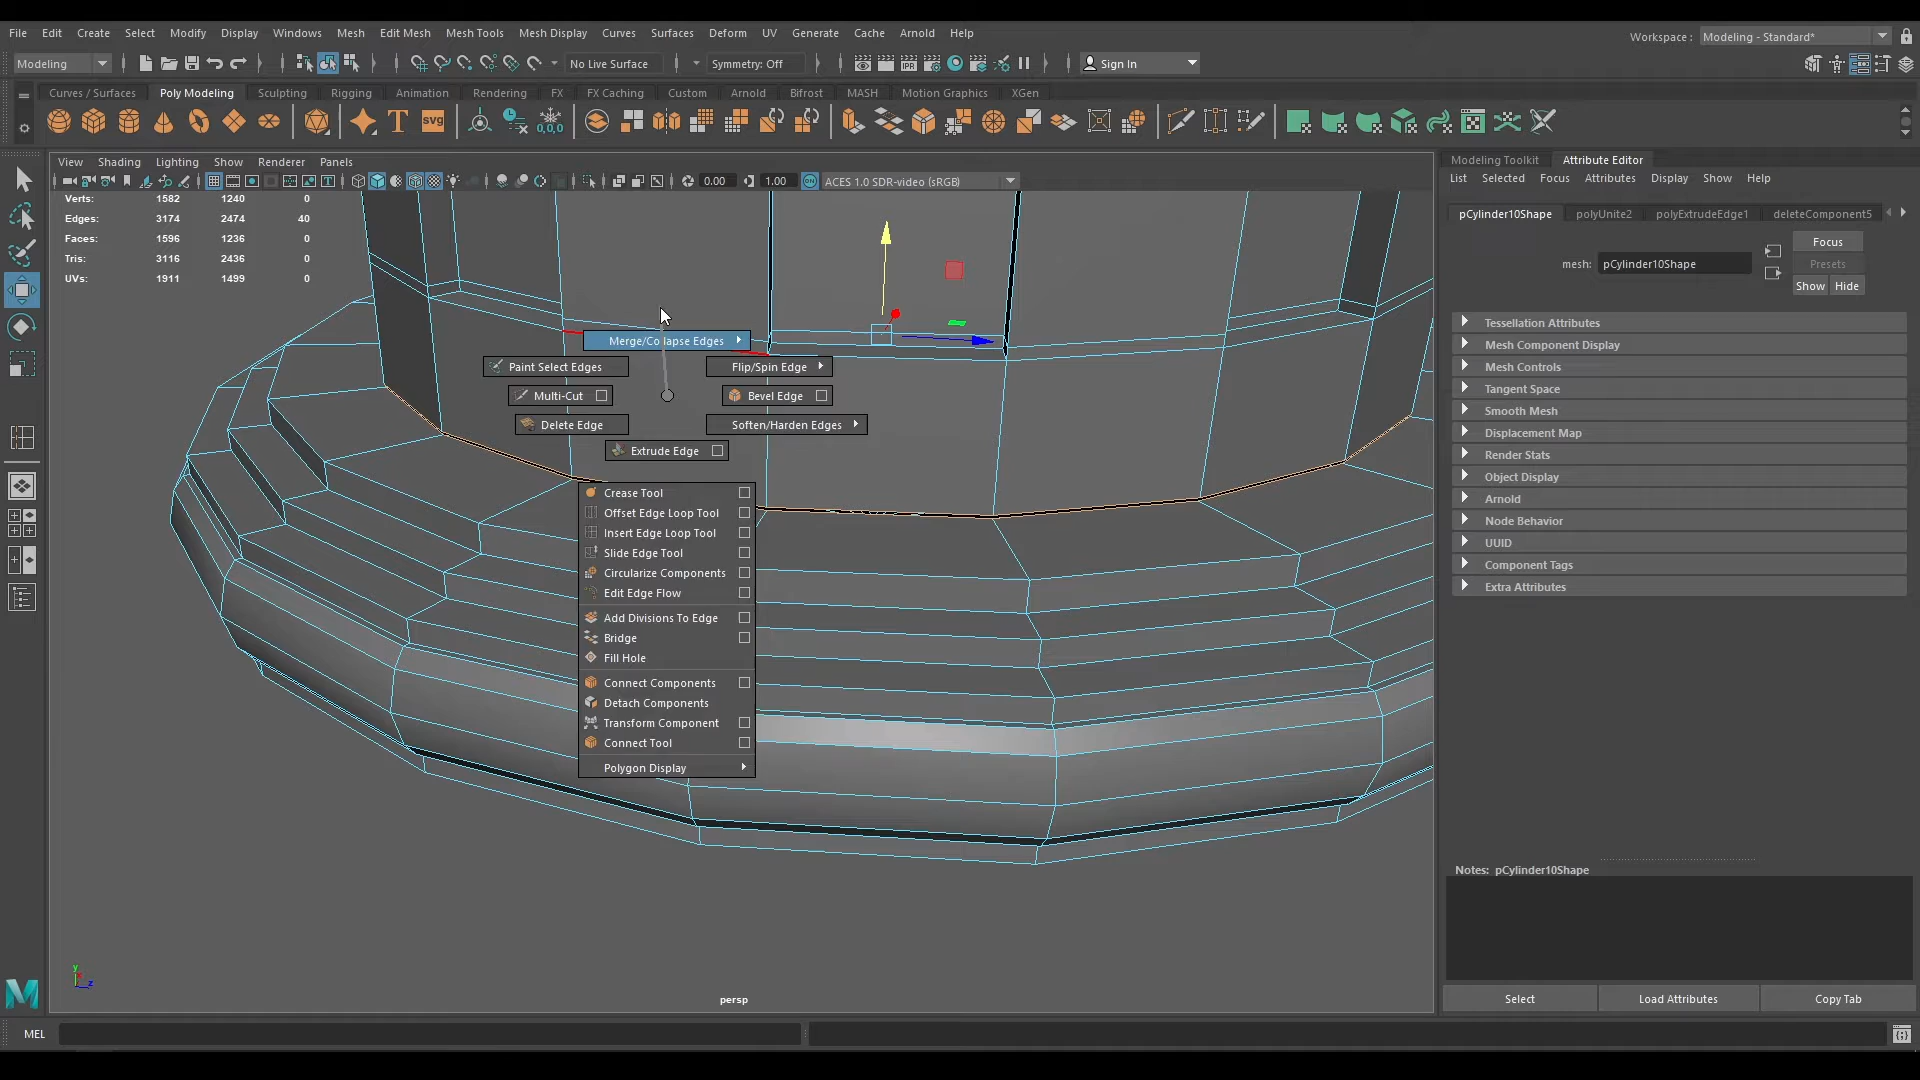 File Edit Create Select Modify Display Windows Mesh Edit Mesh Mesh Tools Mesh Display Curves Surfaces Deform UV Generate Cache Arnold Help
Workspace : Modeling - Standard*
Modeling No Live Surface Symmetry: Off Sign In
Curves / Surfaces Poly Modeling Sculpting Rigging Animation Rendering FX FX Caching Custom Arnold Bifrost MASH Motion Graphics XGen
View Shading Lighting Show Renderer Panels
0.00 1.00 ACES 1.0 SDR-video (sRGB)
Verts: 1582 1240 0
Edges: 3174 2474 40
Faces: 1596 1236 0
Tris: 3116 2436 0
UVs: 1911 1499 0
Merge/Collapse Edges
Paint Select Edges
Flip/Spin Edge
Multi-Cut
Bevel Edge
Delete Edge
Soften/Harden Edges
Extrude Edge
Crease Tool
Offset Edge Loop Tool
Insert Edge Loop Tool
Slide Edge Tool
Circularize Components
Edit Edge Flow
Add Divisions To Edge
Bridge
Fill Hole
Connect Components
Detach Components
Transform Component
Connect Tool
Polygon Display
persp
Modeling Toolkit Attribute Editor
List Selected Focus Attributes Display Show Help
pCylinder10Shape polyUnite2 polyExtrudeEdge1 deleteComponent5
Focus
mesh: pCylinder10Shape
Presets
Show Hide
Tessellation Attributes
Mesh Component Display
Mesh Controls
Tangent Space
Smooth Mesh
Displacement Map
Render Stats
Object Display
Arnold
Node Behavior
UUID
Component Tags
Extra Attributes
Notes: pCylinder10Shape
Select Load Attributes Copy Tab
MEL